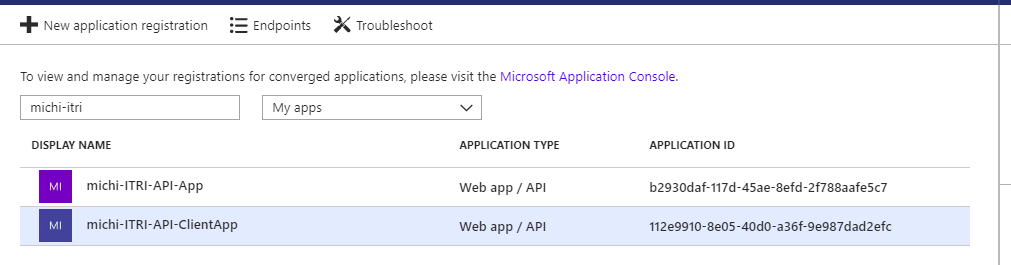 New application registration Endpoints Troubleshoot
To view and manage your registrations for converged applications, please visit the Microsoft Application Console.
michi-itri My apps
DISPLAY NAME APPLICATION TYPE APPLICATION ID
MI michi-ITRI-API-App Web app / API b2930daf-117d-45ae-8efd-2f788aafe5c7
MI michi-ITRI-API-ClientApp Web app / API 112e9910-8e05-40d0-a36f-9e987dad2efc